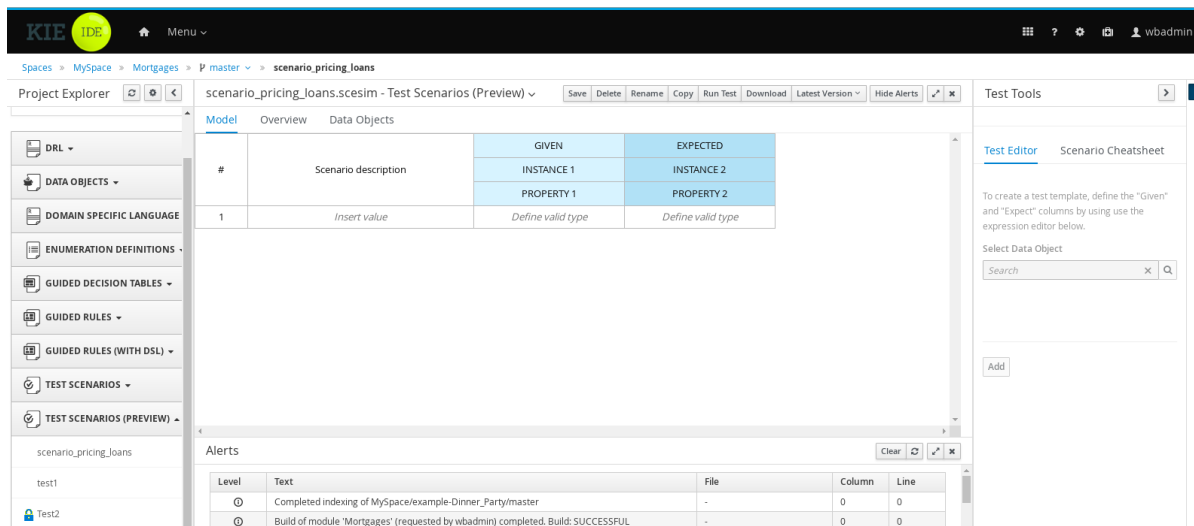 KIE IDE Menu ? wbadmin
Spaces » MySpace » Mortgages » master » scenario_pricing_loans
Project Explorer
DRL
DATA OBJECTS
DOMAIN SPECIFIC LANGUAGE
ENUMERATION DEFINITIONS
GUIDED DECISION TABLES
GUIDED RULES
GUIDED RULES (WITH DSL)
TEST SCENARIOS
TEST SCENARIOS (PREVIEW)
scenario_pricing_loans
test1
Test2
scenario_pricing_loans.scesim - Test Scenarios (Preview)
Save Delete Rename Copy Run Test Download Latest Version Hide Alerts
Model Overview Data Objects
# Scenario description GIVEN EXPECTED
INSTANCE 1 INSTANCE 2
PROPERTY 1 PROPERTY 2
1 Insert value Define valid type Define valid type
Alerts Clear
Level Text File Column Line
Completed indexing of MySpace/example-Dinner_Party/master - 0 0
Build of module 'Mortgages' (requested by wbadmin) completed. Build: SUCCESSFUL - 0 0
Test Tools
Test Editor Scenario Cheatsheet
To create a test template, define the "Given"
and "Expect" columns by using use the
expression editor below.
Select Data Object
Search
Add